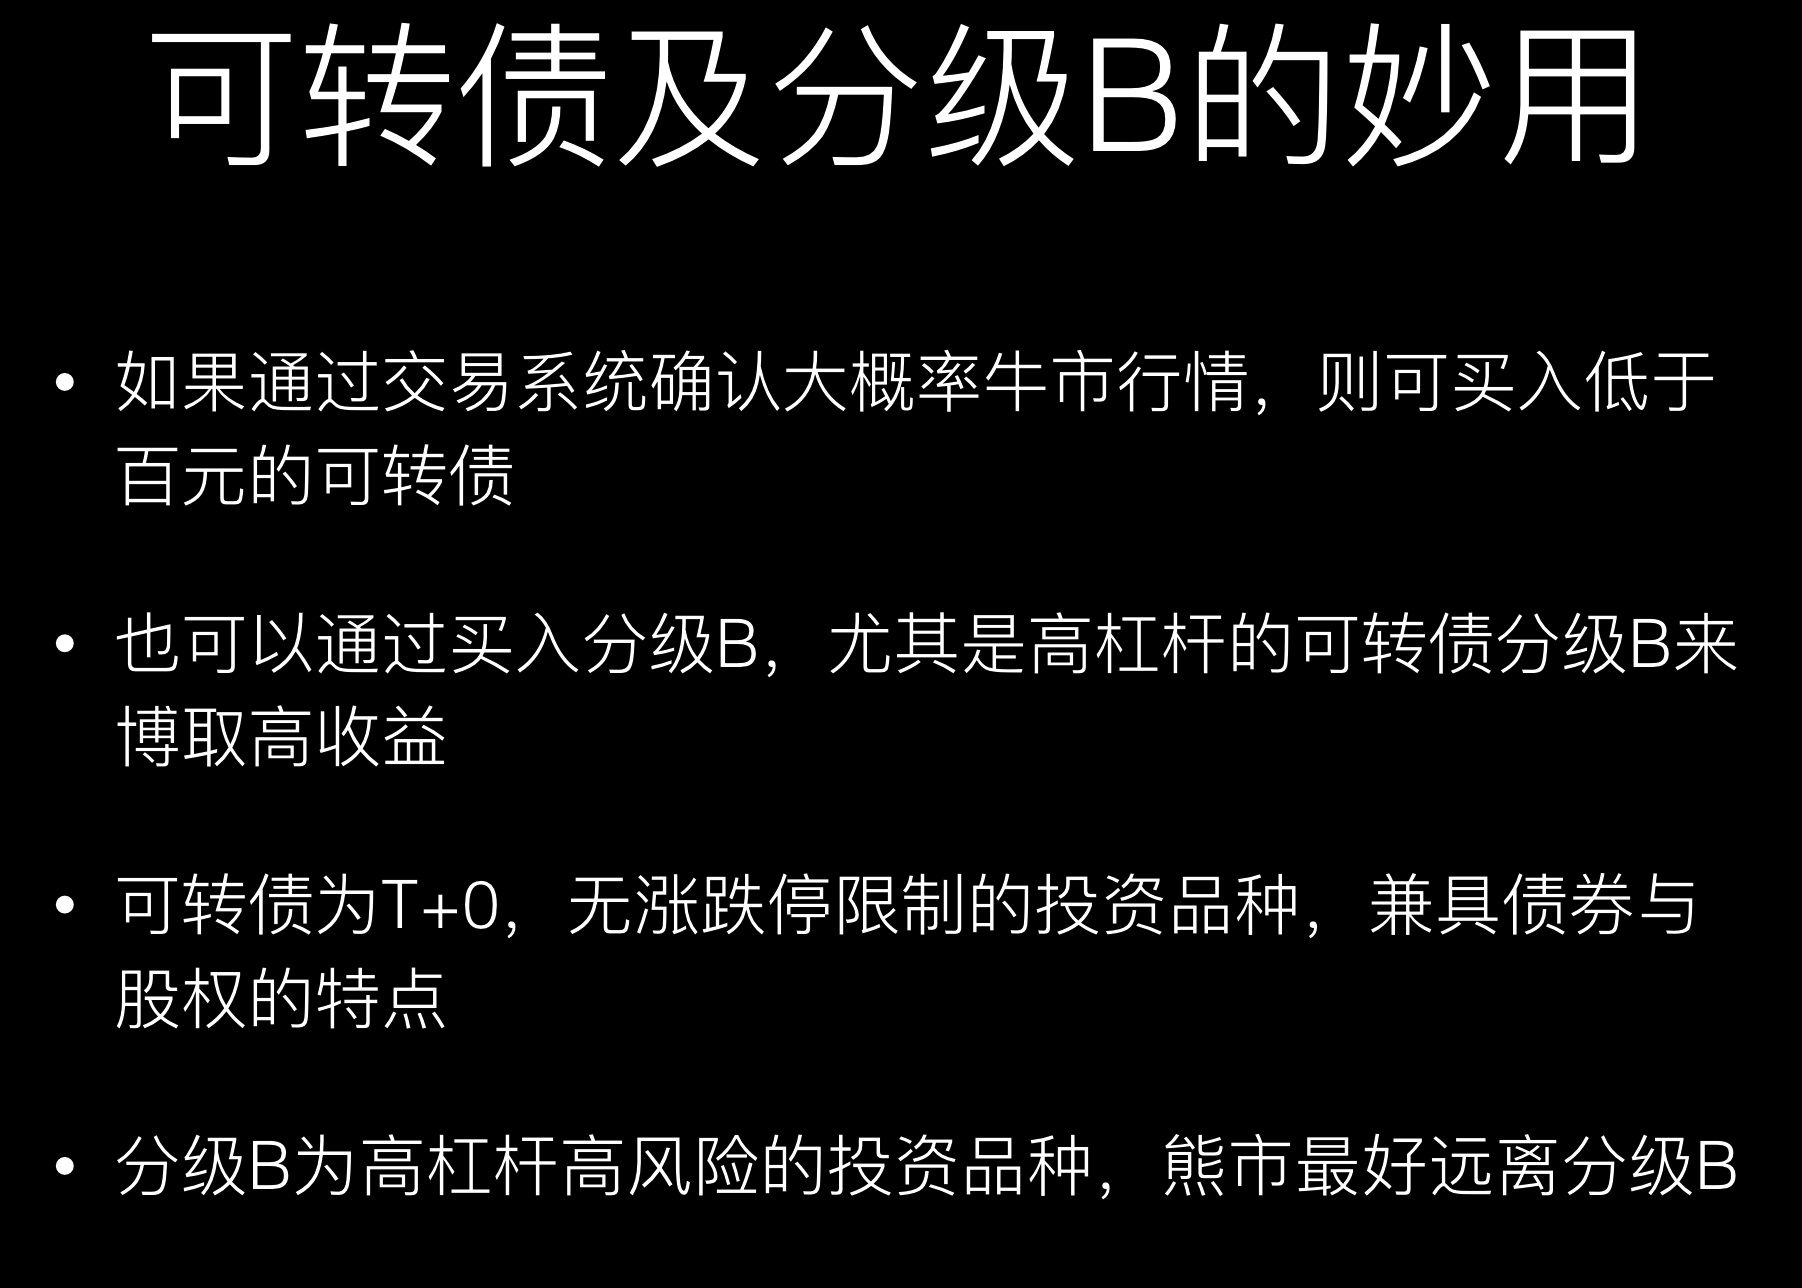 可转债及分级B的妙用
• 如果通过交易系统确认大概率牛市行情，则可买入低于
百元的可转债
• 也可以通过买入分级B，尤其是高杠杆的可转债分级B来
博取高收益
• 可转债为T+0，无涨跌停限制的投资品种，兼具债券与
股权的特点
• 分级B为高杠杆高风险的投资品种，熊市最好远离分级B